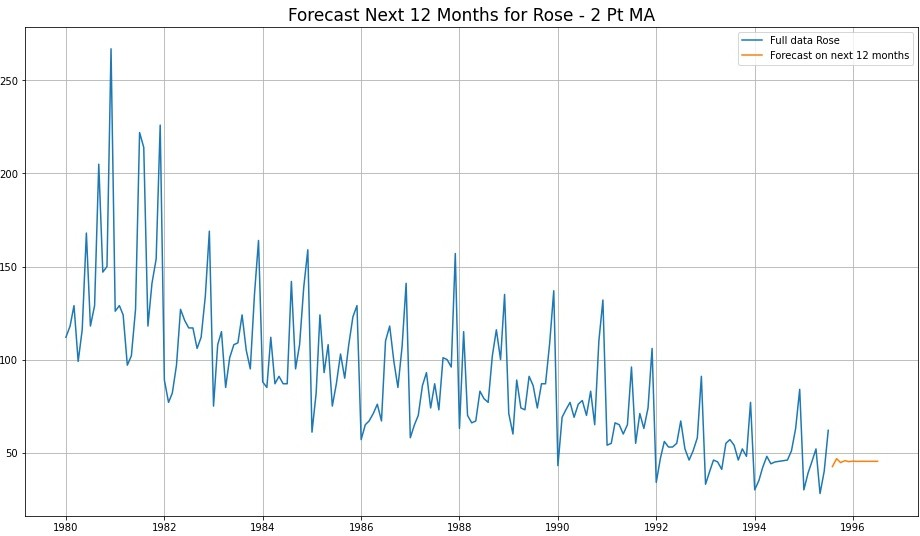 Forecast Next 12 Months for Rose - 2 Pt MA
Full data Rose
Forecast on next 12 months
250
200
150
100
50
1980 1982 1984 1986 1988 1990 1992 1994 1996